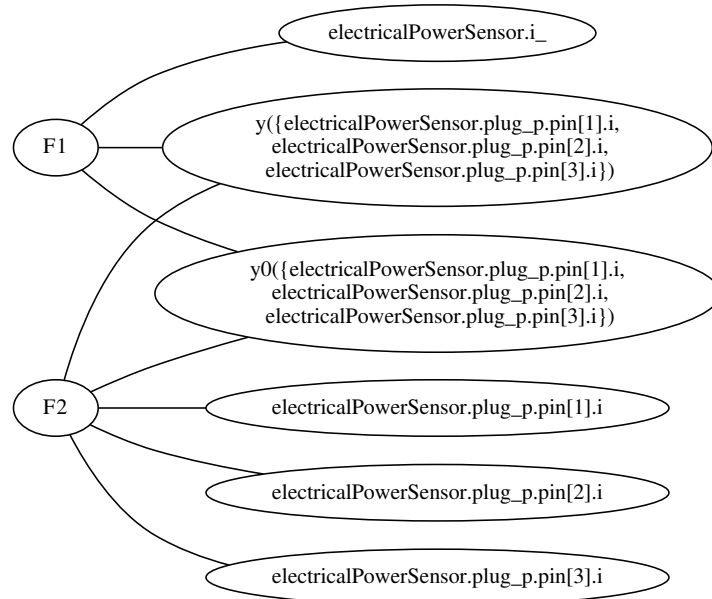 electricalPowerSensor.i_
F1
y({electricalPowerSensor.plug_p.pin[1].i,
electricalPowerSensor.plug_p.pin[2].i,
electricalPowerSensor.plug_p.pin[3].i})
y0({electricalPowerSensor.plug_p.pin[1].i,
electricalPowerSensor.plug_p.pin[2].i,
electricalPowerSensor.plug_p.pin[3].i})
F2
electricalPowerSensor.plug_p.pin[1].i
electricalPowerSensor.plug_p.pin[2].i
electricalPowerSensor.plug_p.pin[3].i